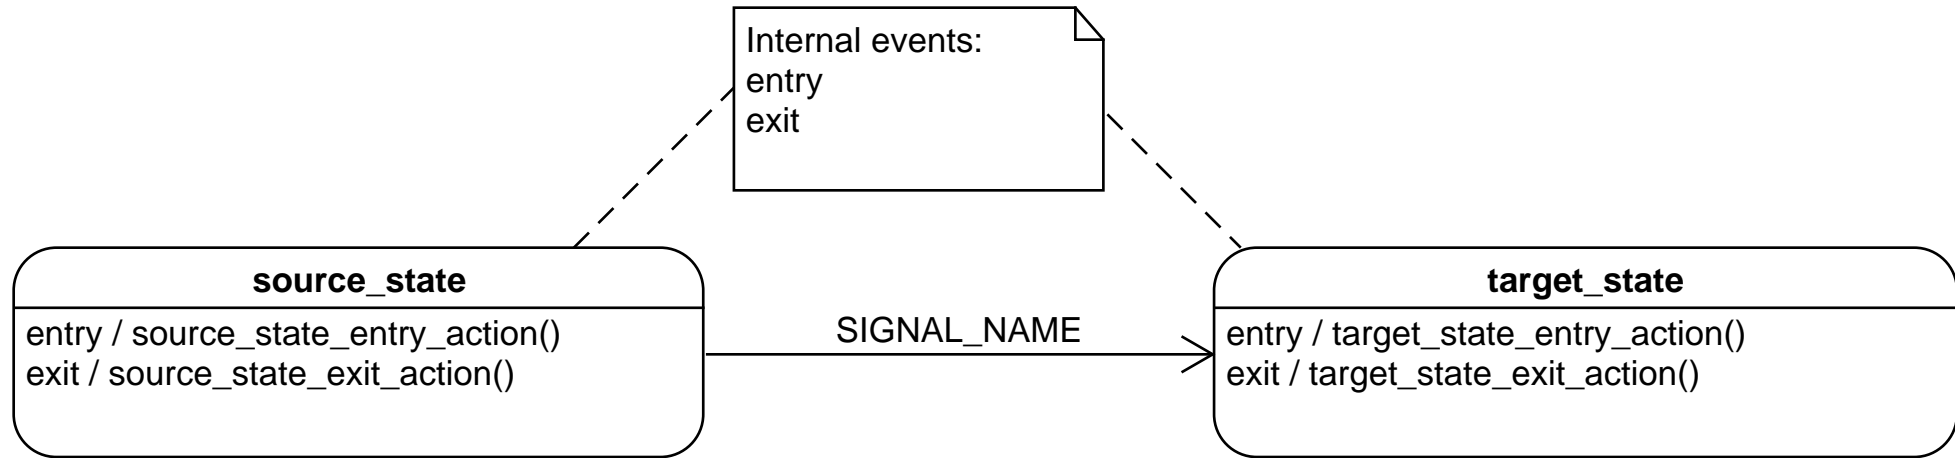 Internal events:
entry
exit
source_state
entry / source_state_entry_action()
exit / source_state_exit_action()
SIGNAL_NAME
target_state
entry / target_state_entry_action()
exit / target_state_exit_action()